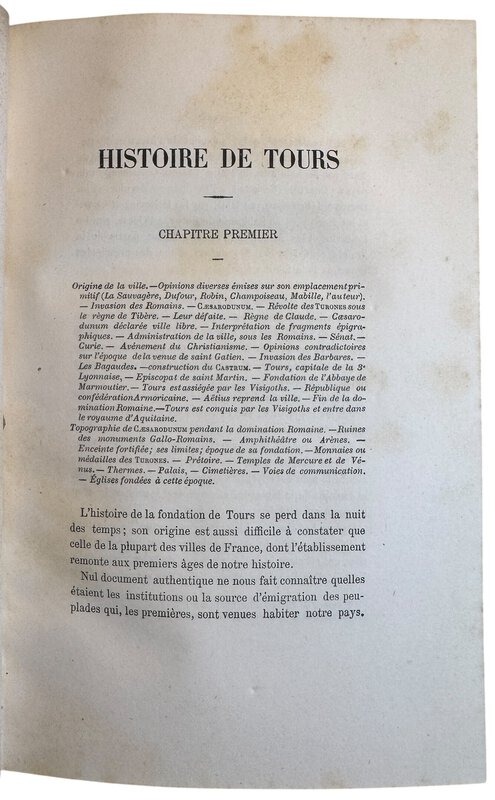 HISTOIRE DE TOURS
CHAPITRE PREMIER
Origine de la ville. — Opinions diverses émises sur son emplacement pri-
mitif (La Sauvagère, Dufour, Robin, Champoiseau, Mabille, l'auteur).
— Invasion des Romains. — CÆSARODUNUM. — Révolte des TURONES sous
le règne de Tibère. — Leur défaite. — Règne de Claude. — Cæsaro-
dunum déclarée ville libre. — Interprétation de fragments épigra-
phiques. — Administration de la ville, sous les Romains. — Sénat. —
Curie. — Avénement du Christianisme. — Opinions contradictoires
sur l'époque de la venue de saint Gatien. — Invasion des Barbares. —
Les Bagaudes. — construction du CASTRUM. — Tours, capitale de la 3e
Lyonnaise, — Episcopat de saint Martin. — Fondation de l'Abbaye de
Marmoutier. — Tours est assiégée par les Visigoths. — République ou
confédération Armoricaine. — Aétius reprend la ville. — Fin de la do-
mination Romaine. — Tours est conquis par les Visigoths et entre dans
le royaume d'Aquitaine.
Topographie de CÆSARODUNUM pendant la domination Romaine. — Ruines
des monuments Gallo-Romains. — Amphithéâtre ou Arènes. —
Enceinte fortifiée; ses limites; époque de sa fondation. — Monnaies ou
médailles des TURONES. — Prétoire. — Temples de Mercure et de Vé-
nus. — Thermes. — Palais, — Cimetières. — Voies de communication.
— Églises fondées à cette époque.
L'histoire de la fondation de Tours se perd dans la nuit
des temps; son origine est aussi difficile à constater que
celle de la plupart des villes de France, dont l'établissement
remonte aux premiers âges de notre histoire.
Nul document authentique ne nous fait connaître quelles
étaient les institutions ou la source d'émigration des peu-
plades qui, les premières, sont venues habiter notre pays.